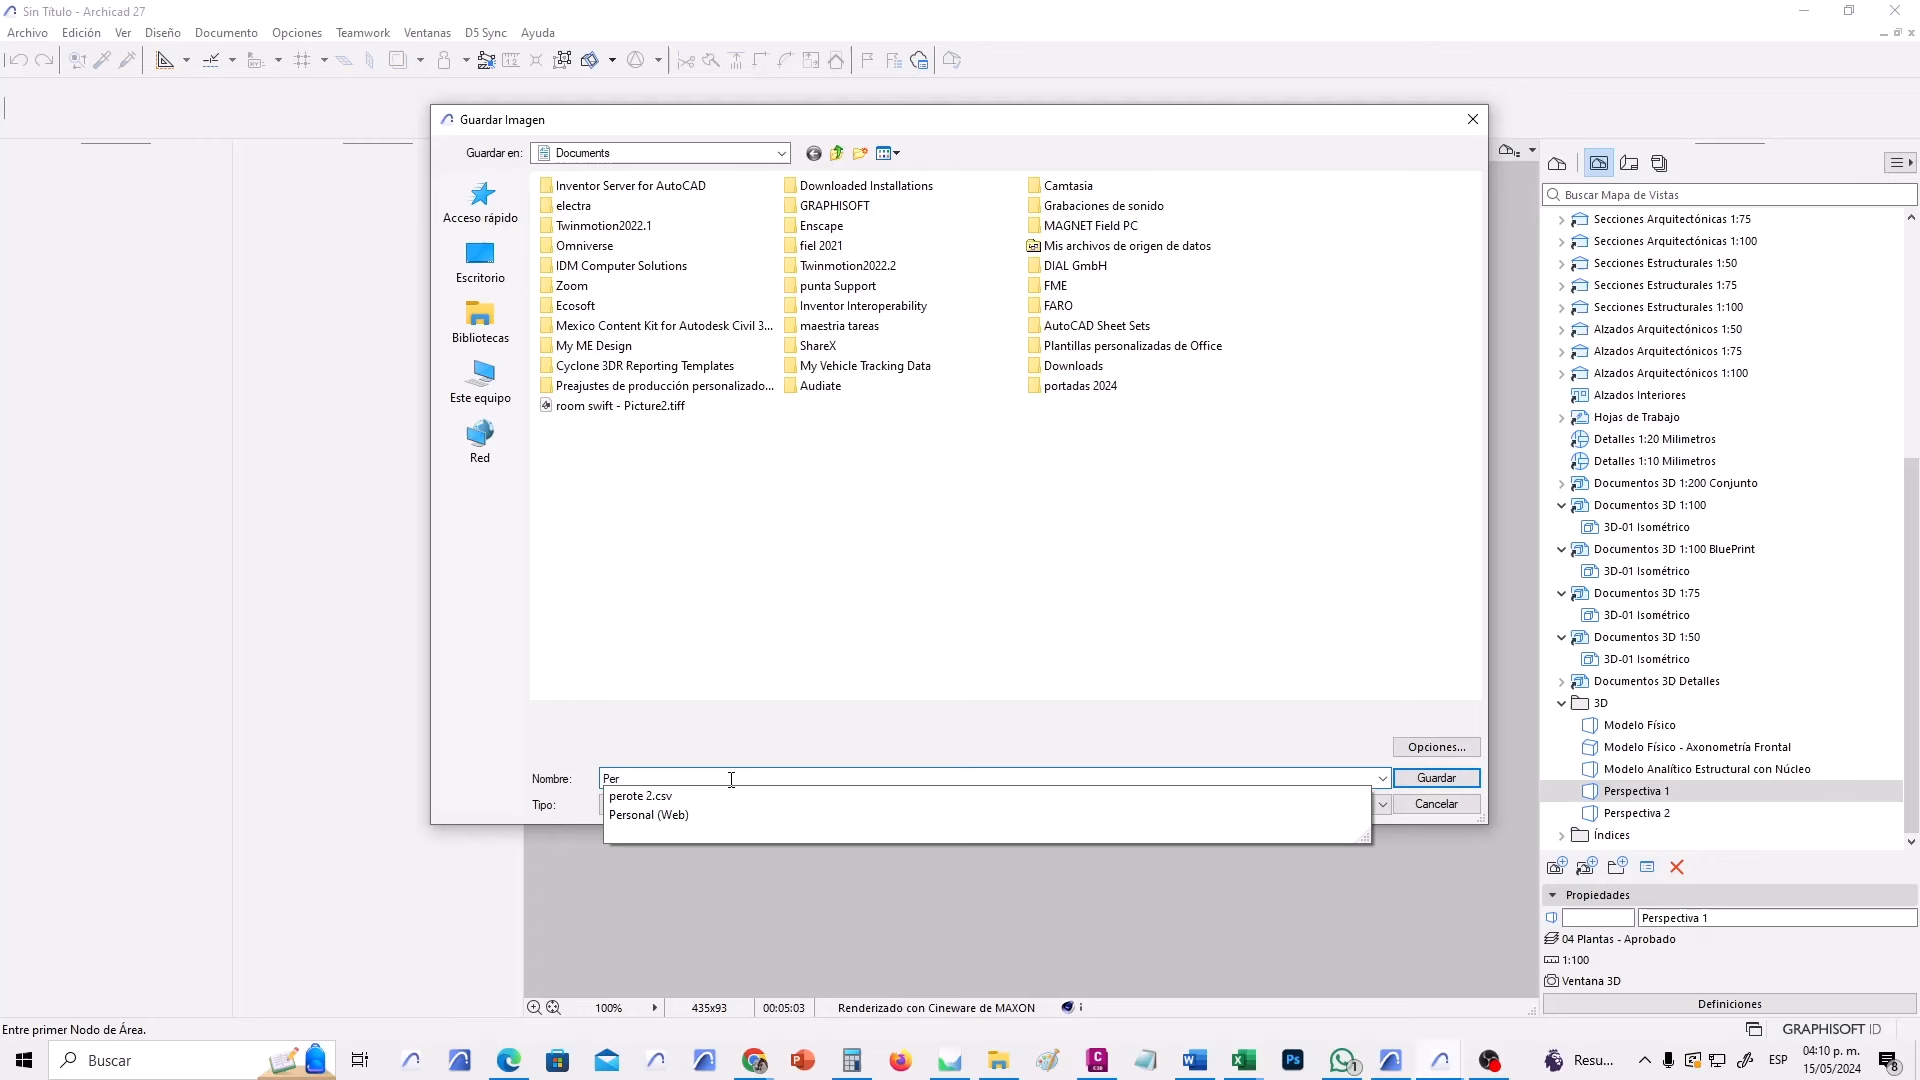 Sin Título - Archicad 27
Archivo Edición Ver Diseño Documento Opciones Teamwork Ventanas D5 Sync Ayuda
Guardar Imagen
Guardar en: Documents
Acceso rápido
Escritorio
Bibliotecas
Este equipo
Red
Inventor Server for AutoCAD
electra
Twinmotion2022.1
Omniverse
IDM Computer Solutions
Zoom
Ecosoft
Mexico Content Kit for Autodesk Civil 3...
My ME Design
Cyclone 3DR Reporting Templates
Preajustes de producción personalizado...
room swift - Picture2.tiff
Downloaded Installations
GRAPHISOFT
Enscape
fiel 2021
Twinmotion2022.2
punta Support
Inventor Interoperability
maestria tareas
ShareX
My Vehicle Tracking Data
Audiate
Camtasia
Grabaciones de sonido
MAGNET Field PC
Mis archivos de origen de datos
DIAL GmbH
FME
FARO
AutoCAD Sheet Sets
Plantillas personalizadas de Office
Downloads
portadas 2024
Opciones...
Nombre: Per
Guardar
perote 2.csv
Personal (Web)
Tipo:
Cancelar
Buscar Mapa de Vistas
Secciones Arquitectónicas 1:75
Secciones Arquitectónicas 1:100
Secciones Estructurales 1:50
Secciones Estructurales 1:75
Secciones Estructurales 1:100
Alzados Arquitectónicos 1:50
Alzados Arquitectónicos 1:75
Alzados Arquitectónicos 1:100
Alzados Interiores
Hojas de Trabajo
Detalles 1:20 Milimetros
Detalles 1:10 Milimetros
Documentos 3D 1:200 Conjunto
Documentos 3D 1:100
3D-01 Isométrico
Documentos 3D 1:100 BluePrint
3D-01 Isométrico
Documentos 3D 1:75
3D-01 Isométrico
Documentos 3D 1:50
3D-01 Isométrico
Documentos 3D Detalles
3D
Modelo Físico
Modelo Físico - Axonometría Frontal
Modelo Analítico Estructural con Núcleo
Perspectiva 1
Perspectiva 2
Índices
Propiedades
Perspectiva 1
04 Plantas - Aprobado
1:100
Ventana 3D
Definiciones
100% 435x93 00:05:03 Renderizado con Cineware de MAXON i
Entre primer Nodo de Área.
GRAPHISOFT ID
Buscar
Resu...
ESP
04:10 p. m.
15/05/2024
8